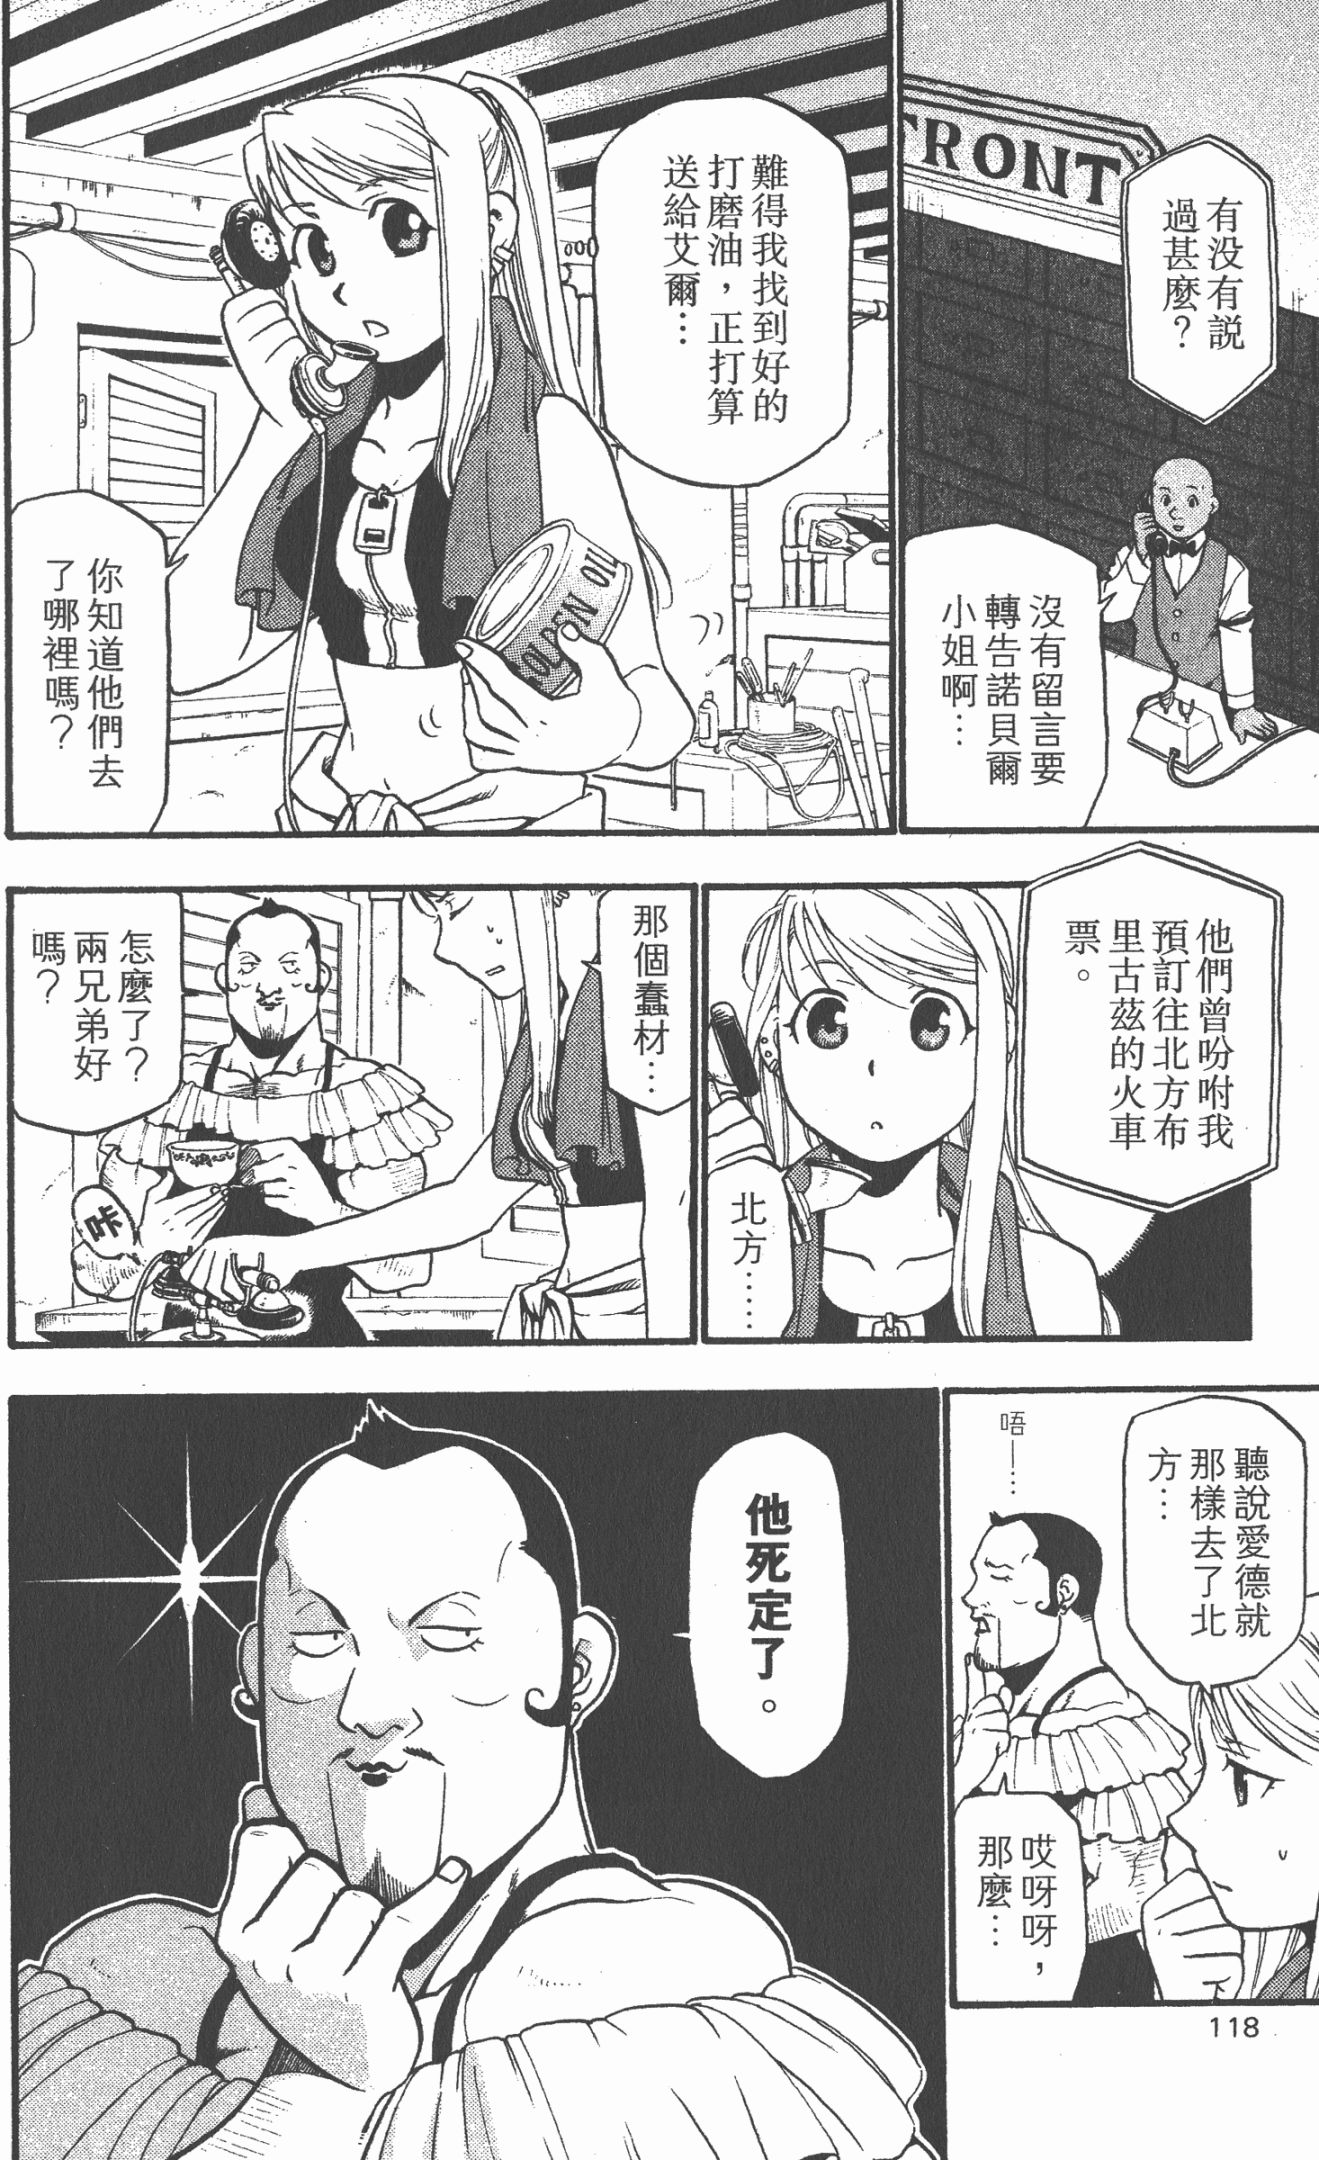 FRONT
有没有説
過甚麼？
沒有留言要
轉告諾貝爾
小姐啊…
難得我找到好的
打磨油，正打算
送給艾爾…
GOLDEN OIL
你知道他們去
了哪裡嗎？
他們曾吩咐我
預訂往北方布
里古茲的火車
票。
北方……
那個蠢材…
怎麼了？
兩兄弟好
嗎？
咔
聽說愛德就
那樣去了北
方…
唔—…
哎呀呀，
那麼…
他死定了。
118